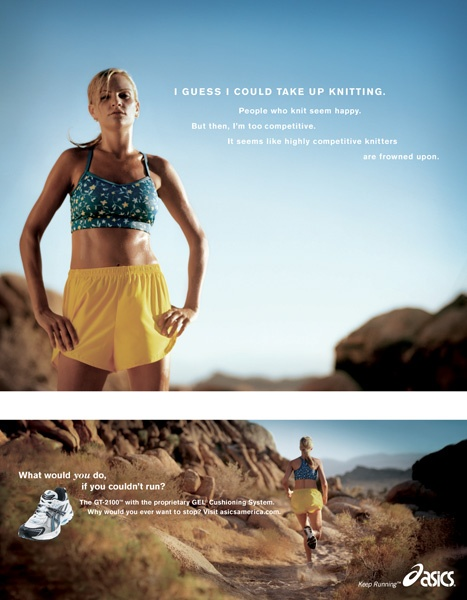 I GUESS I COULD TAKE UP KNITTING.
People who knit seem happy.
But then, I'm too competitive.
It seems like highly competitive knitters
are frowned upon.
What would you do,
if you couldn't run?
The GT-2100™ with the proprietary GEL® Cushioning System.
Why would you ever want to stop? Visit asicsamerica.com.
Keep Running™ asics